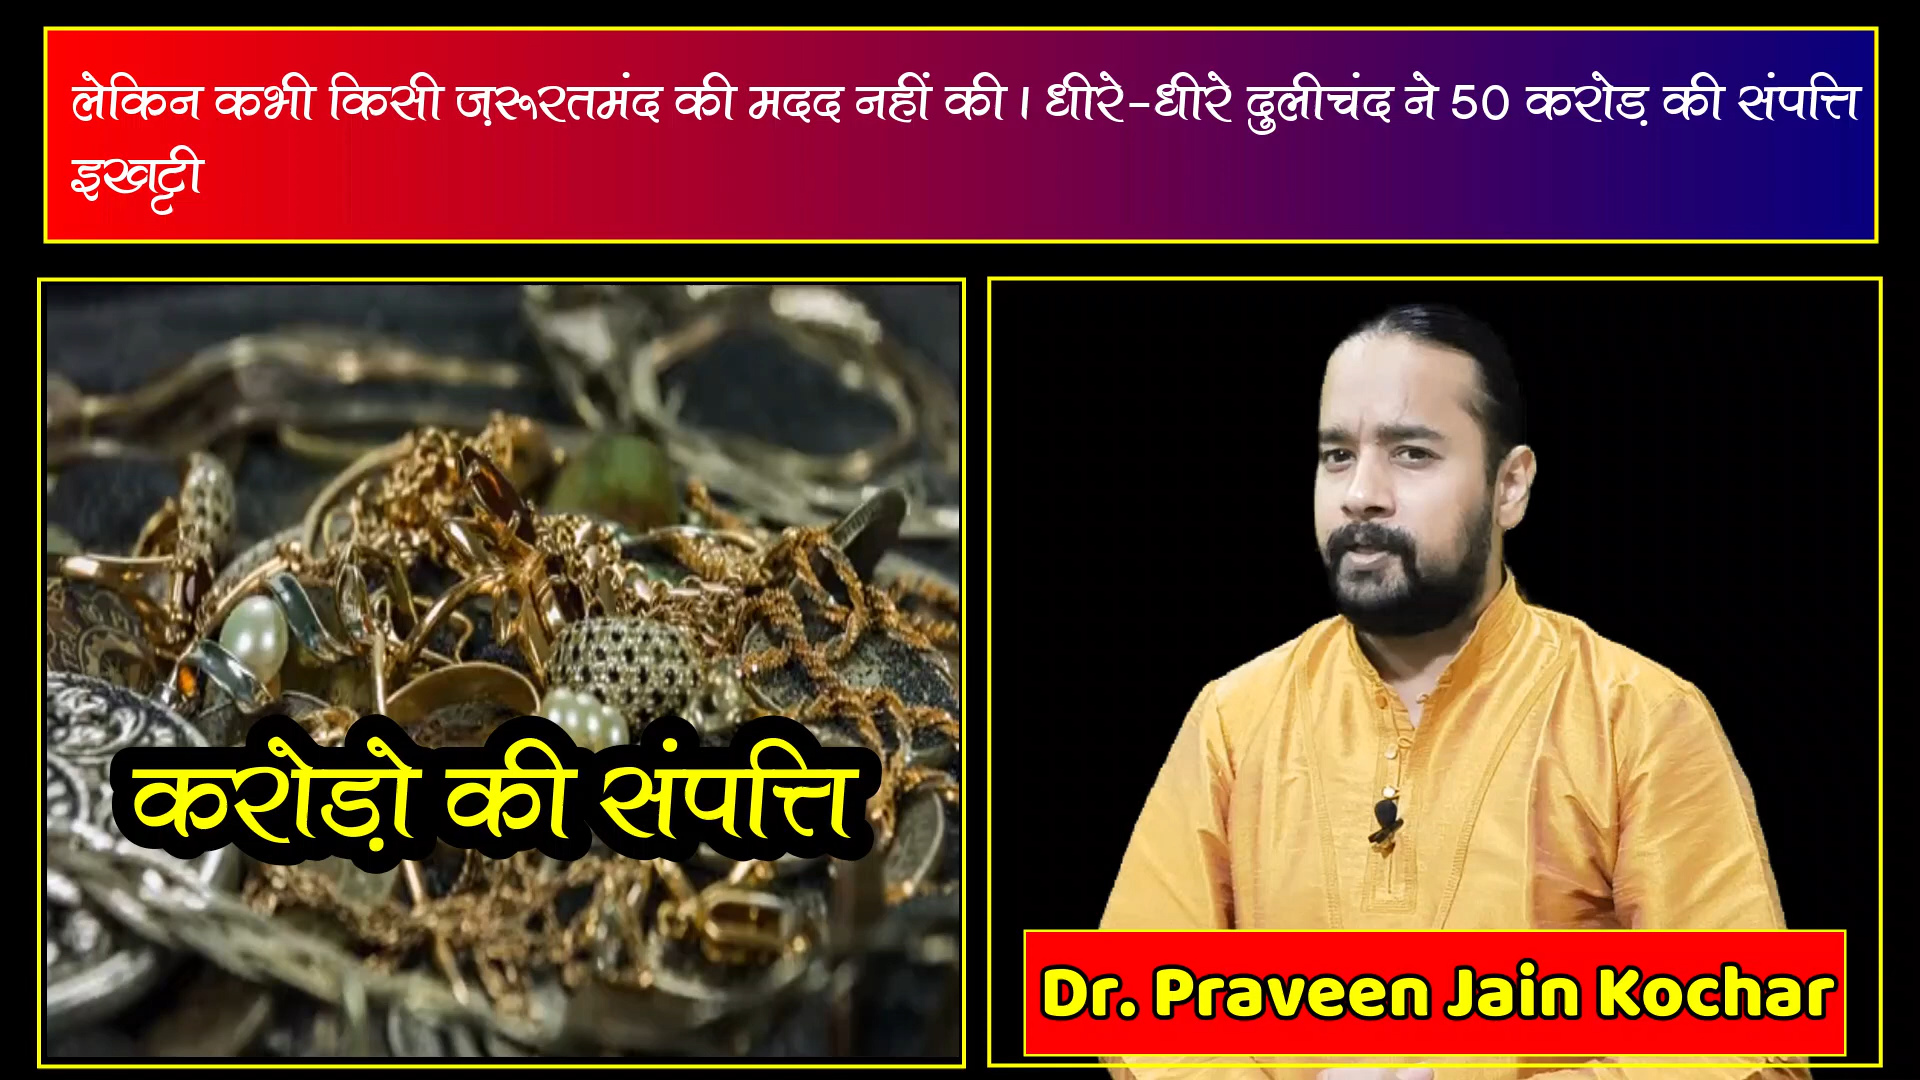 लेकिन कभी किसी ज़रूरतमंद की मदद नहीं की। धीरे-धीरे दुलीचंद ने 50 करोड़ की संपत्ति
इखट्टी
करोड़ो की संपत्ति
Dr. Praveen Jain Kochar